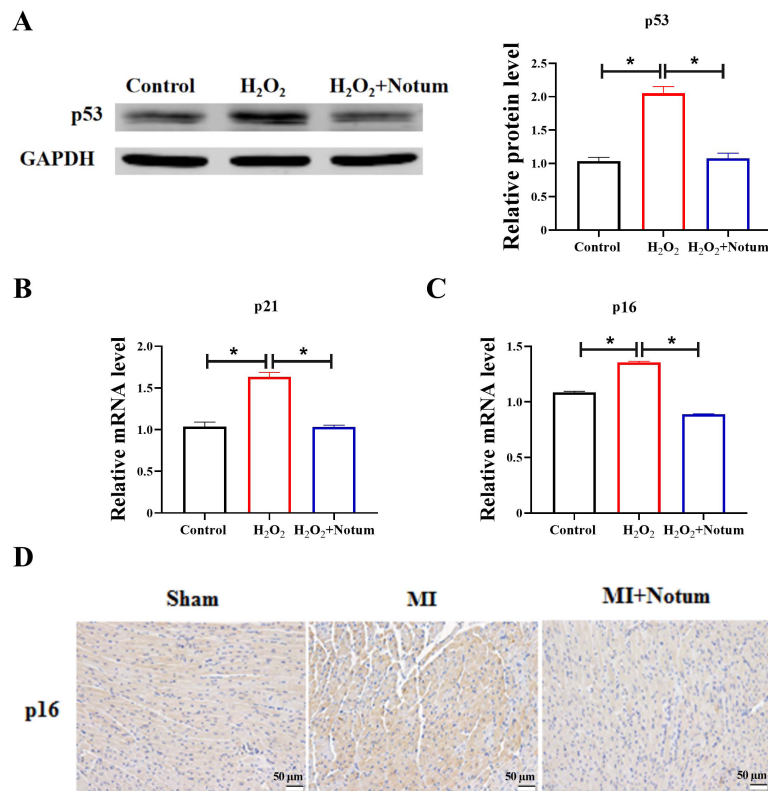 A
Control H₂O₂ H₂O₂+Notum
p53
GAPDH
p53
Relative protein level
2.5
2.0
1.5
1.0
0.5
0
* *
Control H₂O₂ H₂O₂+Notum
B
p21
Relative mRNA level
2.0
1.5
1.0
0.5
0
* *
Control H₂O₂ H₂O₂+Notum
C
p16
Relative mRNA level
1.5
1.0
0.5
0
* *
Control H₂O₂ H₂O₂+Notum
D
Sham MI MI+Notum
p16
50 μm 50 μm 50 μm